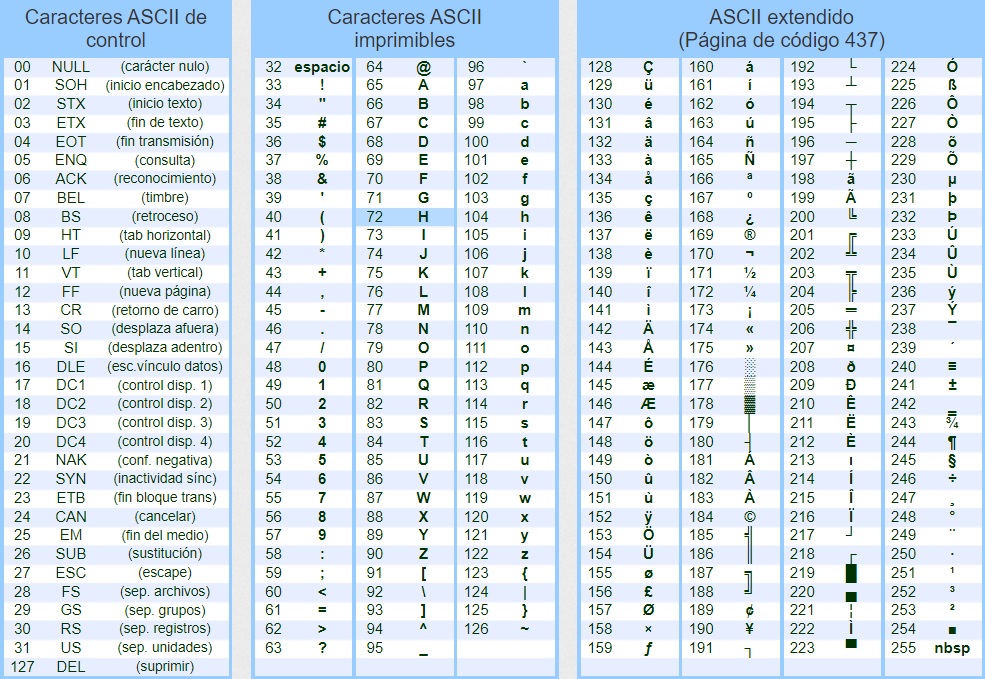 Caracteres ASCII de
control
00 NULL (carácter nulo)
01 SOH (inicio encabezado)
02 STX (inicio texto)
03 ETX (fin de texto)
04 EOT (fin transmisión)
05 ENQ (consulta)
06 ACK (reconocimiento)
07 BEL (timbre)
08 BS (retroceso)
09 HT (tab horizontal)
10 LF (nueva línea)
11 VT (tab vertical)
12 FF (nueva página)
13 CR (retorno de carro)
14 SO (desplaza afuera)
15 SI (desplaza adentro)
16 DLE (esc.vínculo datos)
17 DC1 (control disp. 1)
18 DC2 (control disp. 2)
19 DC3 (control disp. 3)
20 DC4 (control disp. 4)
21 NAK (conf. negativa)
22 SYN (inactividad sínc)
23 ETB (fin bloque trans)
24 CAN (cancelar)
25 EM (fin del medio)
26 SUB (sustitución)
27 ESC (escape)
28 FS (sep. archivos)
29 GS (sep. grupos)
30 RS (sep. registros)
31 US (sep. unidades)
127 DEL (suprimir)
Caracteres ASCII
imprimibles
32 espacio 64 @ 96 `
33 ! 65 A 97 a
34 " 66 B 98 b
35 # 67 C 99 c
36 $ 68 D 100 d
37 % 69 E 101 e
38 & 70 F 102 f
39 ' 71 G 103 g
40 ( 72 H 104 h
41 ) 73 I 105 i
42 * 74 J 106 j
43 + 75 K 107 k
44 , 76 L 108 l
45 - 77 M 109 m
46 . 78 N 110 n
47 / 79 O 111 o
48 0 80 P 112 p
49 1 81 Q 113 q
50 2 82 R 114 r
51 3 83 S 115 s
52 4 84 T 116 t
53 5 85 U 117 u
54 6 86 V 118 v
55 7 87 W 119 w
56 8 88 X 120 x
57 9 89 Y 121 y
58 : 90 Z 122 z
59 ; 91 [ 123 {
60 < 92 \ 124 |
61 = 93 ] 125 }
62 > 94 ^ 126 ~
63 ? 95 _
ASCII extendido
(Página de código 437)
128 Ç 160 á 192 └ 224 Ó
129 ü 161 í 193 ┴ 225 ß
130 é 162 ó 194 ┬ 226 Ô
131 â 163 ú 195 ├ 227 Ò
132 ä 164 ñ 196 ─ 228 õ
133 à 165 Ñ 197 ┼ 229 Õ
134 å 166 ª 198 ã 230 µ
135 ç 167 º 199 Ã 231 þ
136 ê 168 ¿ 200 ╚ 232 Þ
137 ë 169 ® 201 ╔ 233 Ú
138 è 170 ¬ 202 ╩ 234 Û
139 ï 171 ½ 203 ╦ 235 Ù
140 î 172 ¼ 204 ╠ 236 ý
141 ì 173 ¡ 205 ═ 237 Ý
142 Ä 174 « 206 ╬ 238 ¯
143 Å 175 » 207 ¤ 239 ´
144 É 176 ░ 208 ð 240 ≡
145 æ 177 ▒ 209 Ð 241 ±
146 Æ 178 ▓ 210 Ê 242 ‗
147 ô 179 │ 211 Ë 243 ¾
148 ö 180 ┤ 212 È 244 ¶
149 ò 181 Á 213 ı 245 §
150 û 182 Â 214 Í 246 ÷
151 ù 183 À 215 Î 247 ¸
152 ÿ 184 © 216 Ï 248 °
153 Ö 185 ╣ 217 ┘ 249 ¨
154 Ü 186 ║ 218 ┌ 250 ·
155 ø 187 ╗ 219 █ 251 ¹
156 £ 188 ╝ 220 ▄ 252 ³
157 Ø 189 ¢ 221 ¦ 253 ²
158 × 190 ¥ 222 Ì 254 ■
159 ƒ 191 ┐ 223 ▀ 255 nbsp